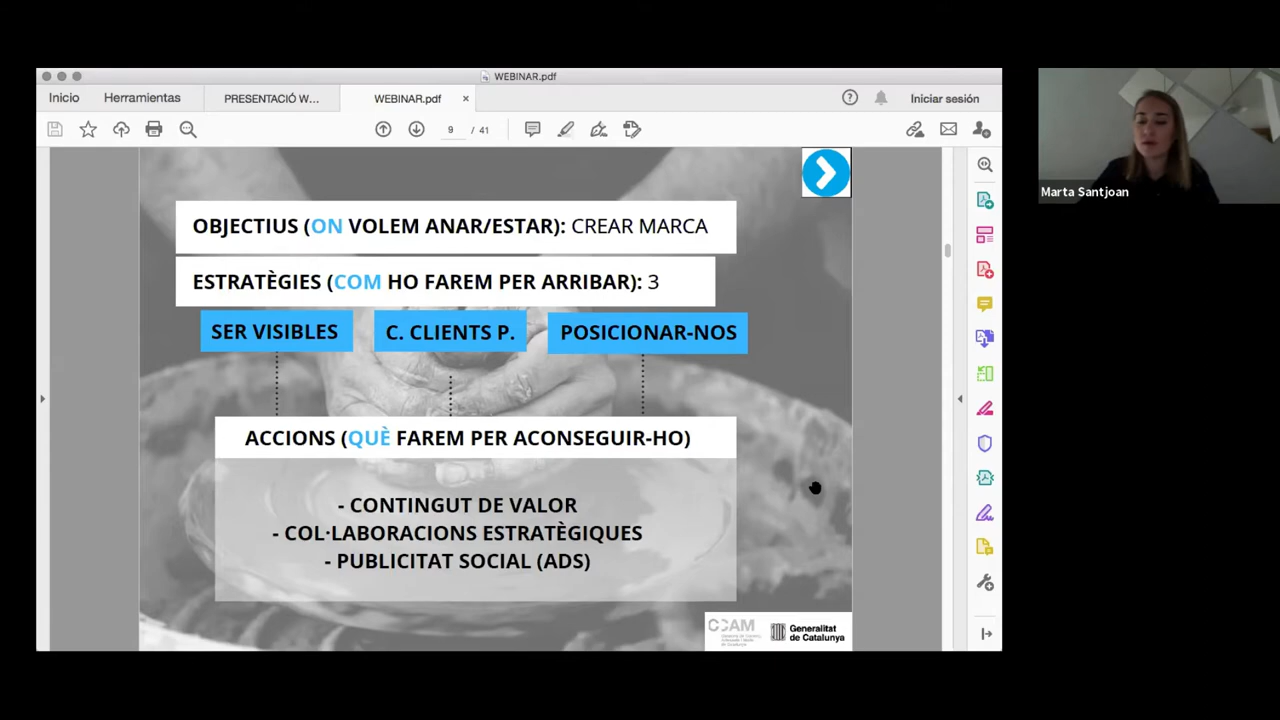 WEBINAR.pdf
Inicio
Herramientas
PRESENTACIÓ W...
WEBINAR.pdf
×
Iniciar sesión
9 / 41
OBJECTIUS (ON VOLEM ANAR/ESTAR): CREAR MARCA
ESTRATÈGIES (COM HO FAREM PER ARRIBAR): 3
SER VISIBLES
C. CLIENTS P.
POSICIONAR-NOS
ACCIONS (QUÈ FAREM PER ACONSEGUIR-HO)
- CONTINGUT DE VALOR
- COL·LABORACIONS ESTRATÈGIQUES
- PUBLICITAT SOCIAL (ADS)
CCAM
Generalitat
de Catalunya
Marta Santjoan